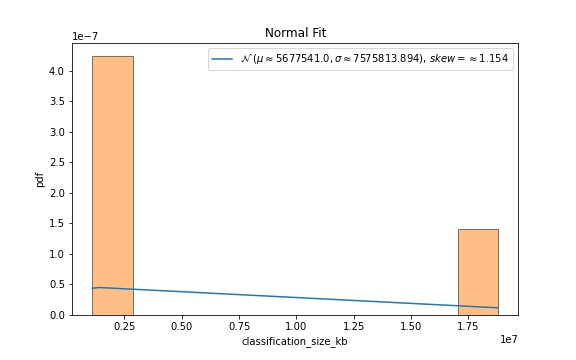 Normal Fit
1e−7
𝒩 (μ ≈ 5677541.0, σ ≈ 7575813.894), skew = ≈ 1.154
4.0
3.5
3.0
2.5
2.0
1.5
1.0
0.5
0.0
pdf
0.25 0.50 0.75 1.00 1.25 1.50 1.75
1e7
classification_size_kb